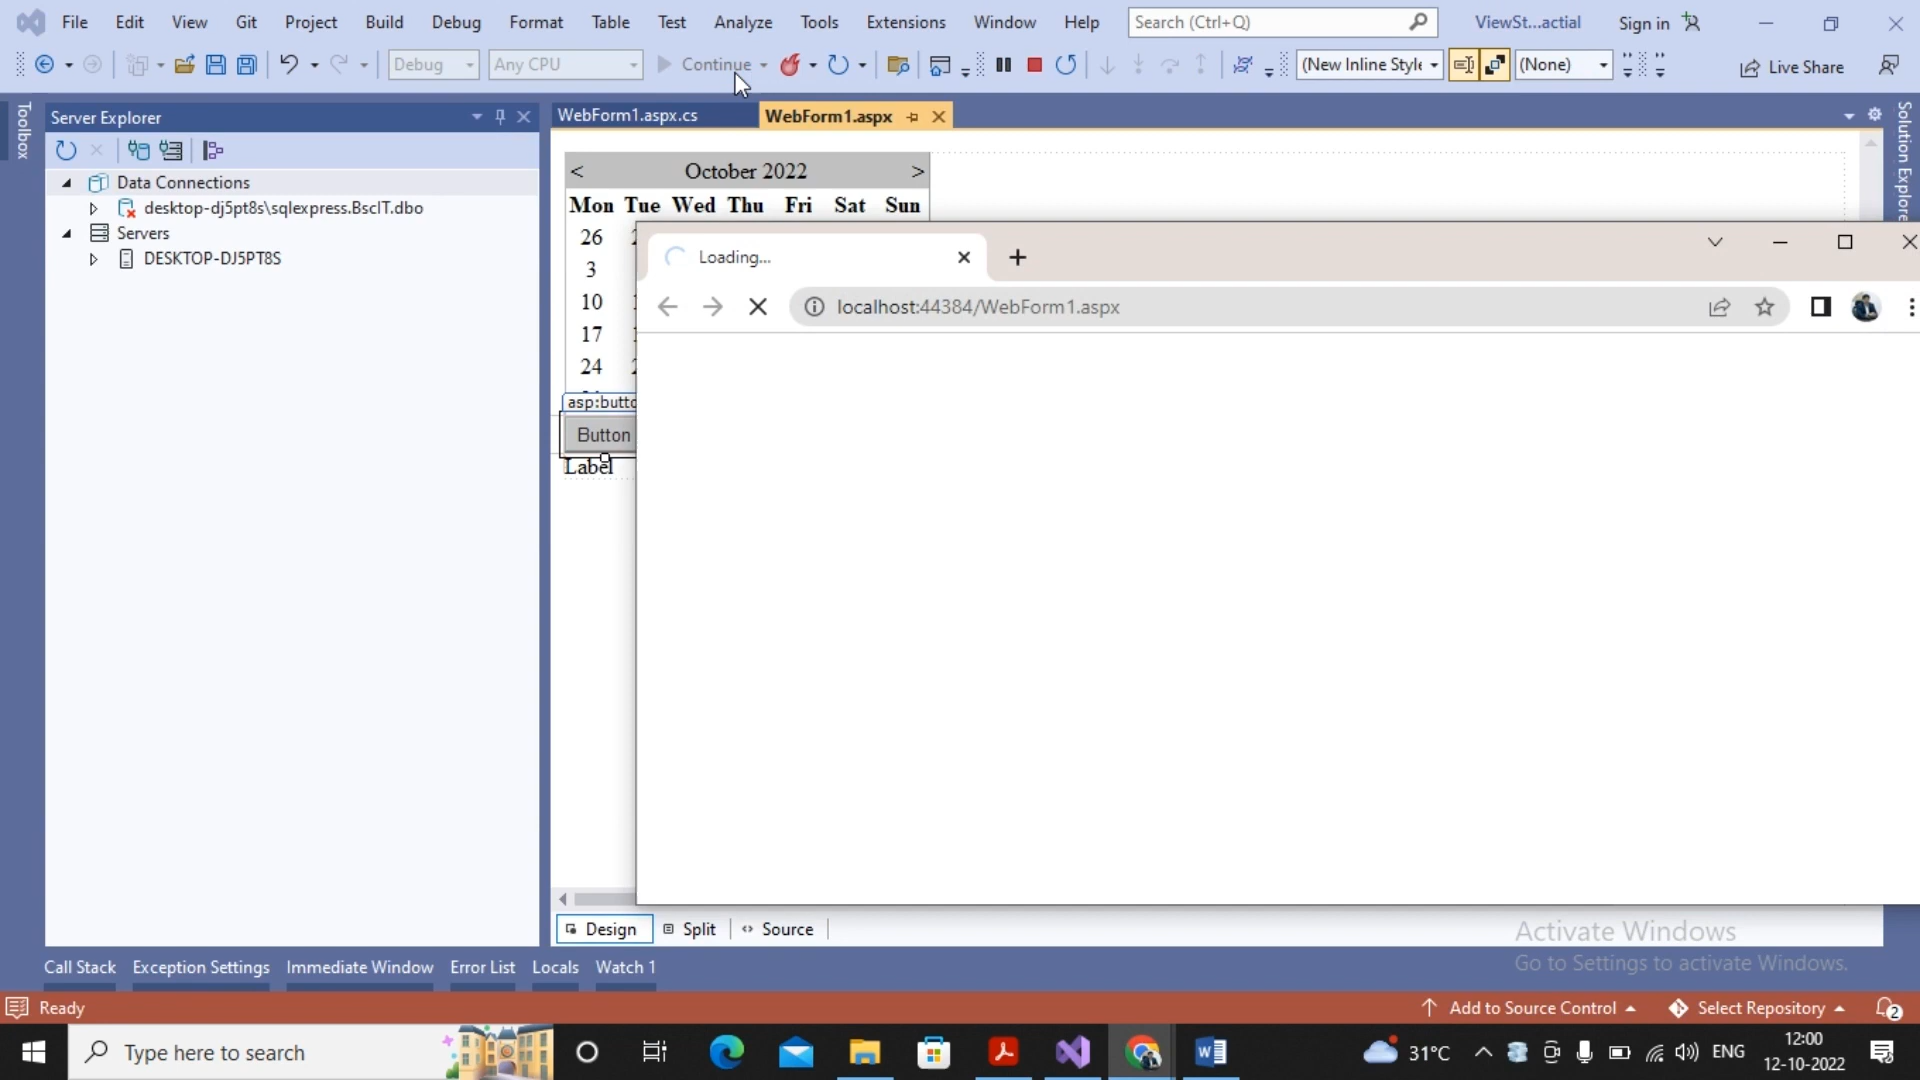 File Edit View Git Project Build Debug Format Table Test Analyze Tools Extensions Window Help Search (Ctrl+Q) ViewSt...actial Sign in
Debug Any CPU Continue (New Inline Style (None) Live Share
Toolbox
Server Explorer
Data Connections
desktop-dj5pt8s\sqlexpress.BscIT.dbo
Servers
DESKTOP-DJ5PT8S
WebForm1.aspx.cs WebForm1.aspx
Solution Explorer
< October 2022 >
Mon Tue Wed Thu Fri Sat Sun
26
3
10
17
24
asp:butto
Button
Label
Loading...
localhost:44384/WebForm1.aspx
Design Split Source
Activate Windows
Go to Settings to activate Windows.
Call Stack Exception Settings Immediate Window Error List Locals Watch 1
Ready Add to Source Control Select Repository 2
Type here to search 31°C ENG 12:00
12-10-2022